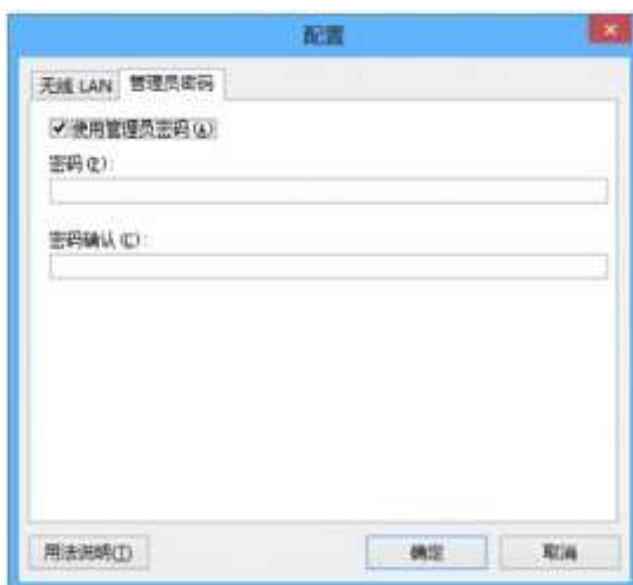 配置
无线 LAN 管理员密码
使用管理员密码(A)
密码(P):
密码确认(C):
用法说明(I) 确定 取消